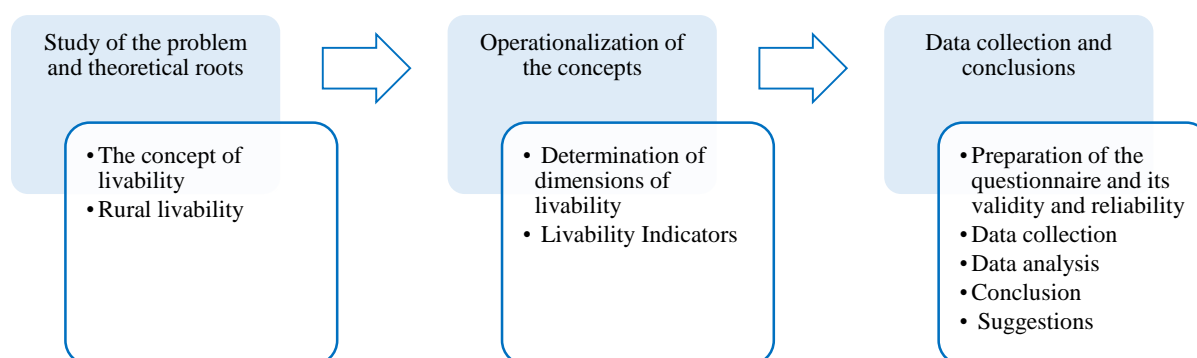 Study of the problem
and theoretical roots
• The concept of
livability
• Rural livability
Operationalization of
the concepts
• Determination of
dimensions of
livability
• Livability Indicators
Data collection and
conclusions
• Preparation of the
questionnaire and its
validity and reliability
• Data collection
• Data analysis
• Conclusion
• Suggestions